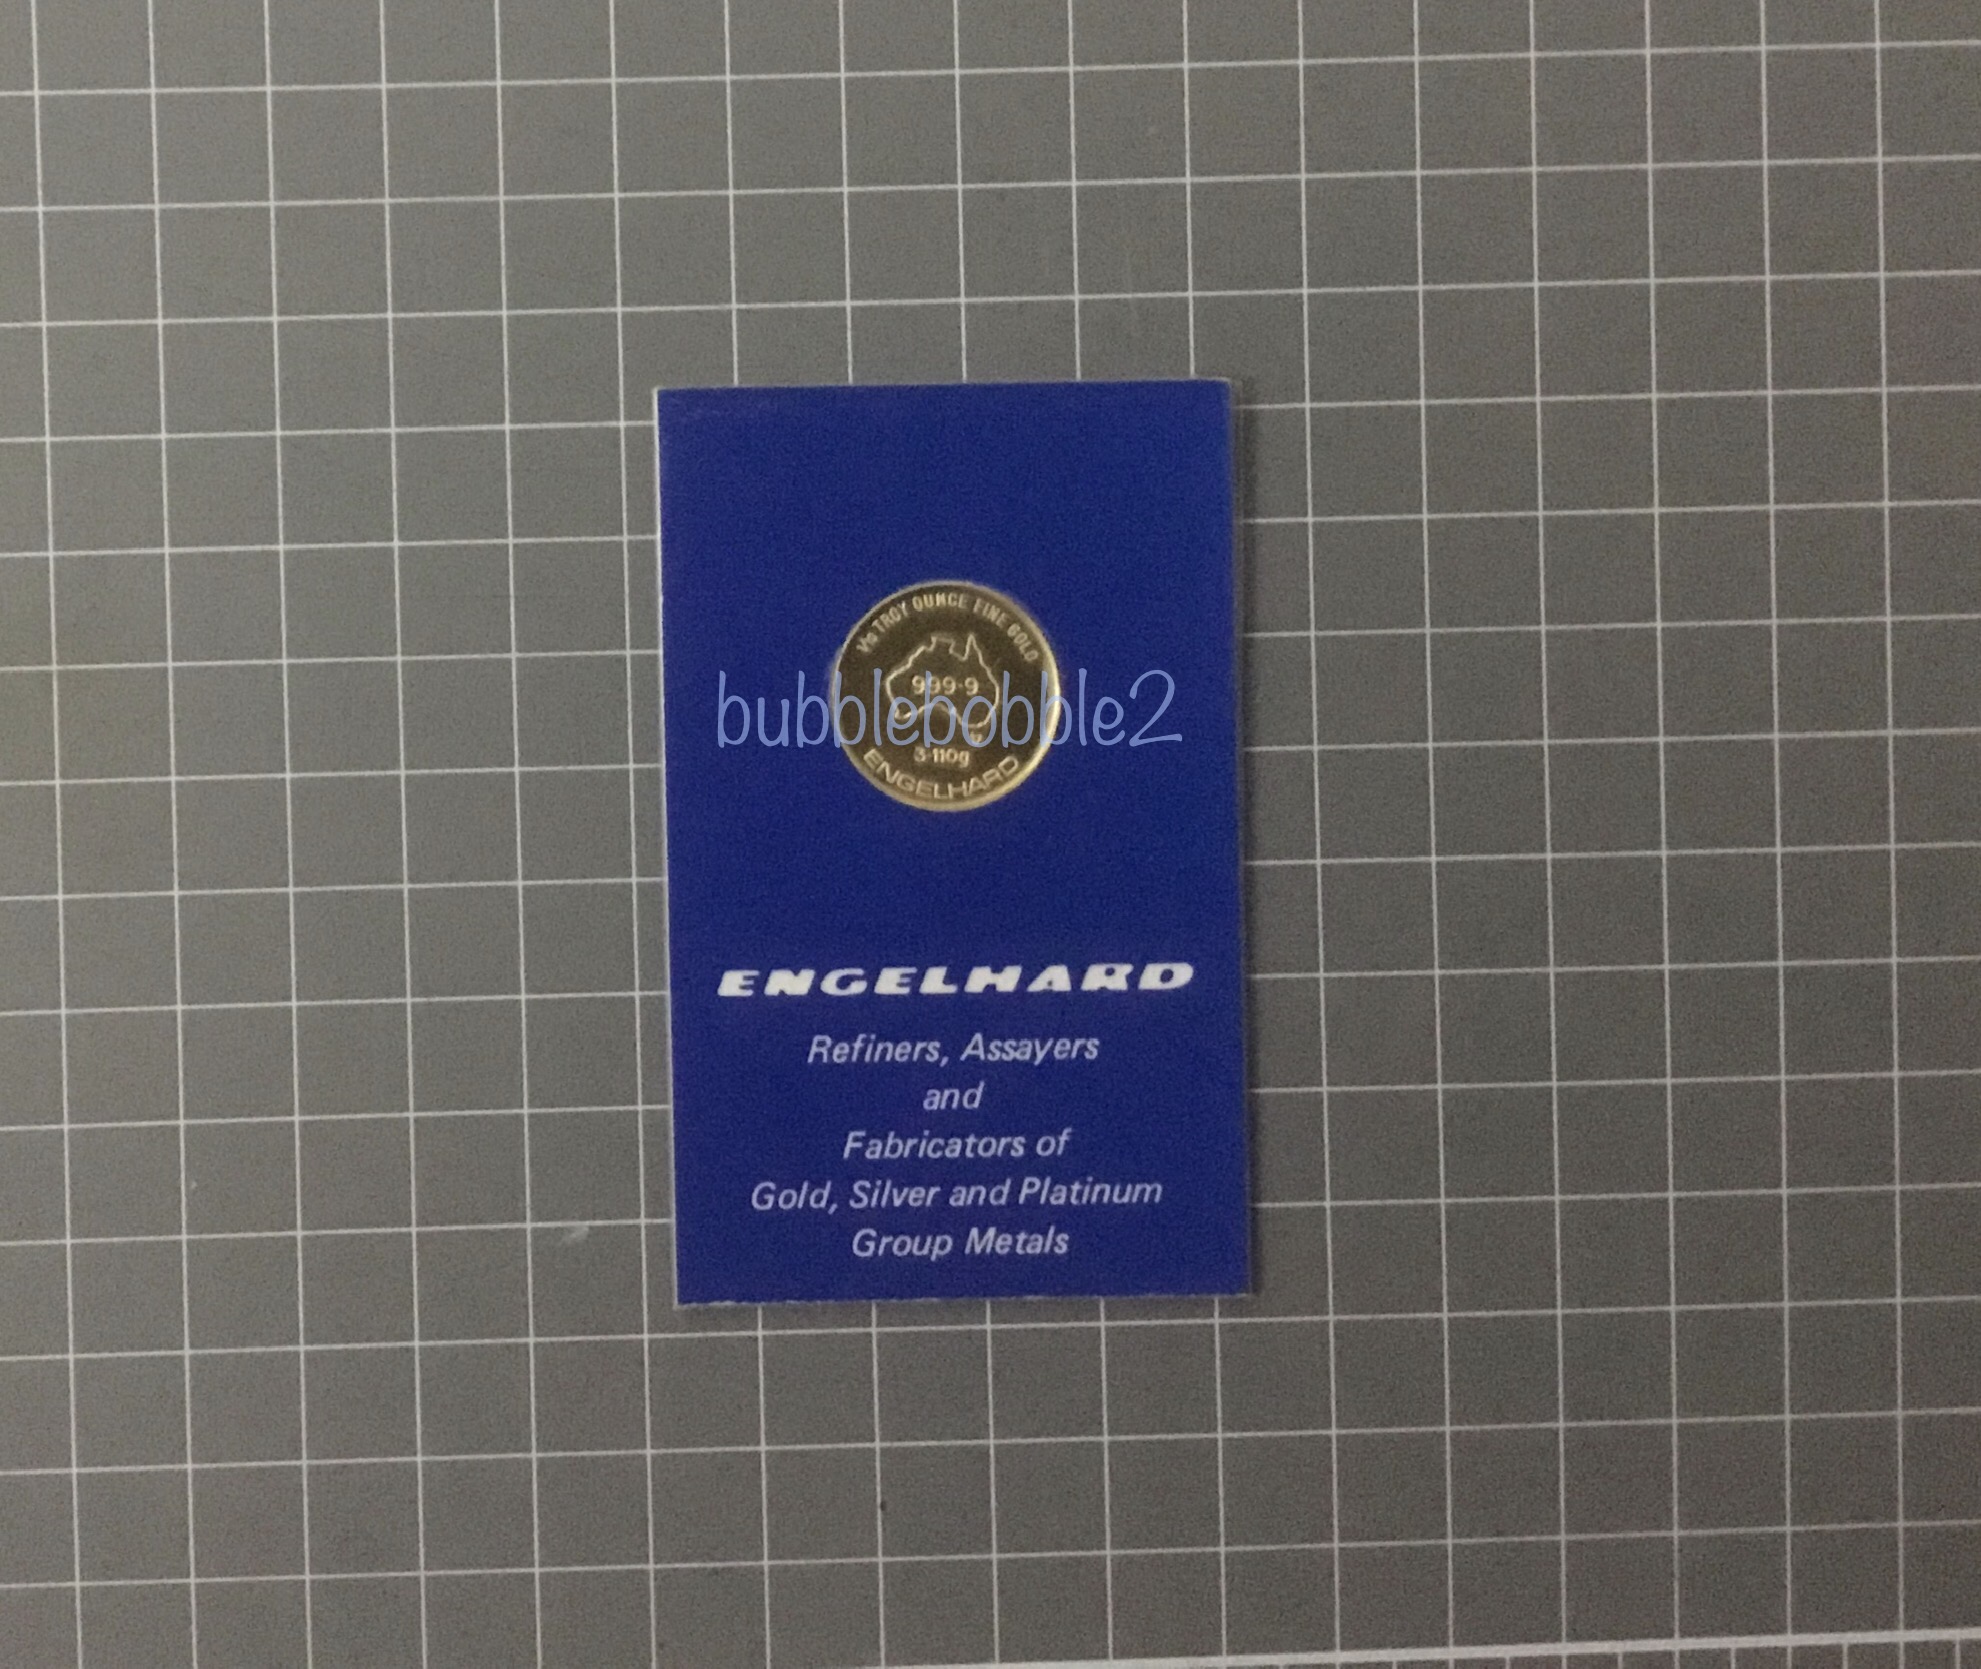 1/10 TROY OUNCE FINE GOLD
999·9
bubblebobble2
3·110g
ENGELHARD
ENGELHARD
Refiners, Assayers
and
Fabricators of
Gold, Silver and Platinum
Group Metals